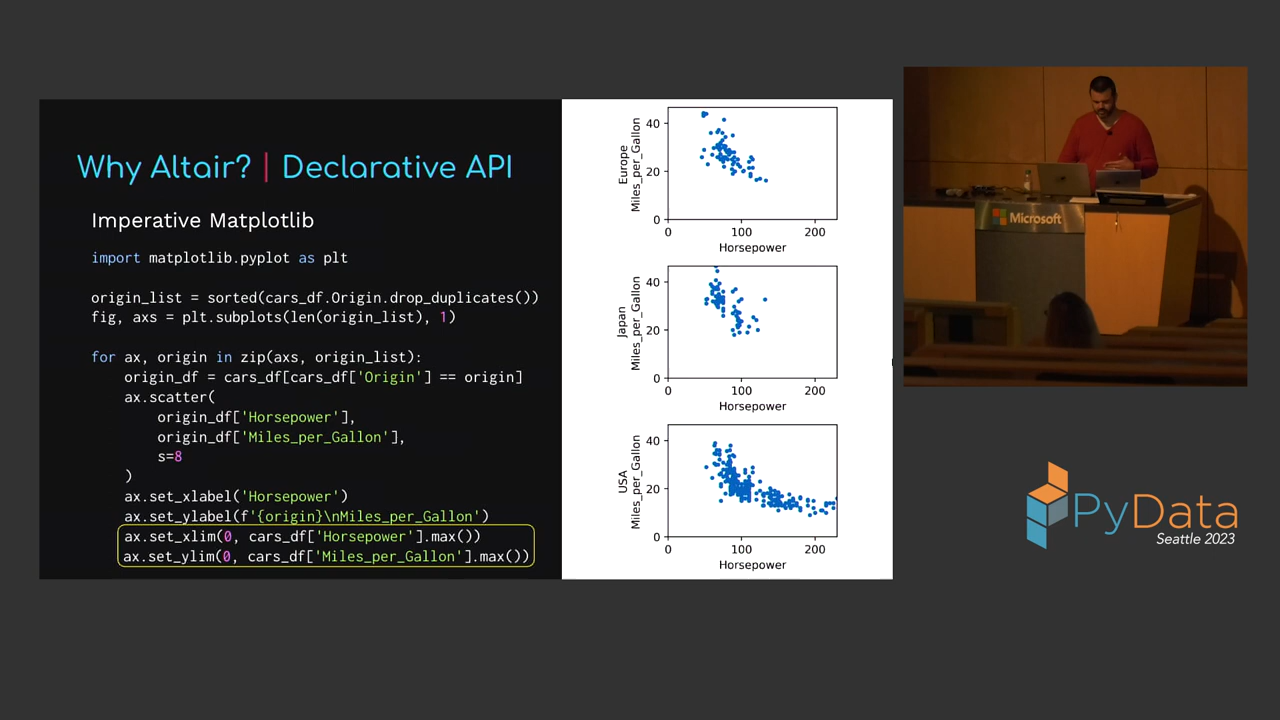 Why Altair? | Declarative API
Imperative Matplotlib
import matplotlib.pyplot as plt
origin_list = sorted(cars_df.Origin.drop_duplicates())
fig, axs = plt.subplots(len(origin_list), 1)
for ax, origin in zip(axs, origin_list):
origin_df = cars_df[cars_df['Origin'] == origin]
ax.scatter(
origin_df['Horsepower'],
origin_df['Miles_per_Gallon'],
s=8
)
ax.set_xlabel('Horsepower')
ax.set_ylabel(f'{origin}\nMiles_per_Gallon')
ax.set_xlim(0, cars_df['Horsepower'].max())
ax.set_ylim(0, cars_df['Miles_per_Gallon'].max())
Europe
Miles_per_Gallon
40
20
0
0 100 200
Horsepower
Japan
Miles_per_Gallon
40
20
0
0 100 200
Horsepower
USA
Miles_per_Gallon
40
20
0
0 100 200
Horsepower
Microsoft
PyData
Seattle 2023